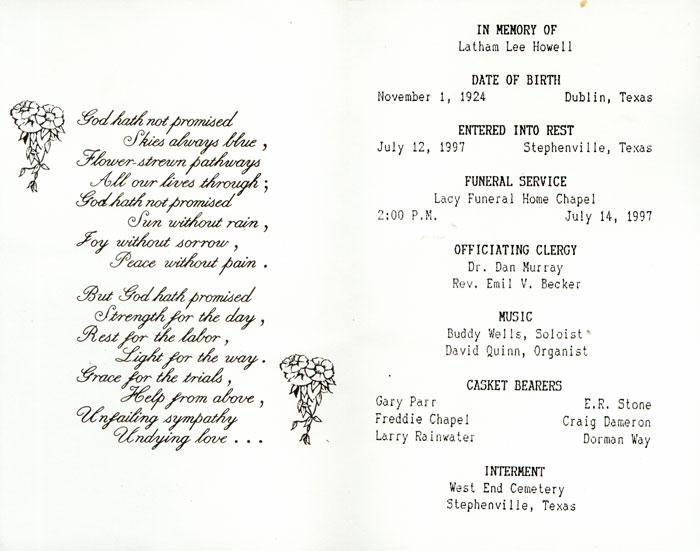 God hath not promised
Skies always blue,
Flower-strewn pathways
All our lives through;
God hath not promised
Sun without rain,
Joy without sorrow,
Peace without pain.
But God hath promised
Strength for the day,
Rest for the labor,
Light for the way.
Grace for the trials,
Help from above,
Unfailing sympathy
Undying love...
IN MEMORY OF
Latham Lee Howell
DATE OF BIRTH
November 1, 1924 Dublin, Texas
ENTERED INTO REST
July 12, 1997 Stephenville, Texas
FUNERAL SERVICE
Lacy Funeral Home Chapel
2:00 P.M. July 14, 1997
OFFICIATING CLERGY
Dr. Dan Murray
Rev. Emil V. Becker
MUSIC
Buddy Wells, Soloist
David Quinn, Organist
CASKET BEARERS
Gary Parr E.R. Stone
Freddie Chapel Craig Dameron
Larry Rainwater Dorman Way
INTERMENT
West End Cemetery
Stephenville, Texas